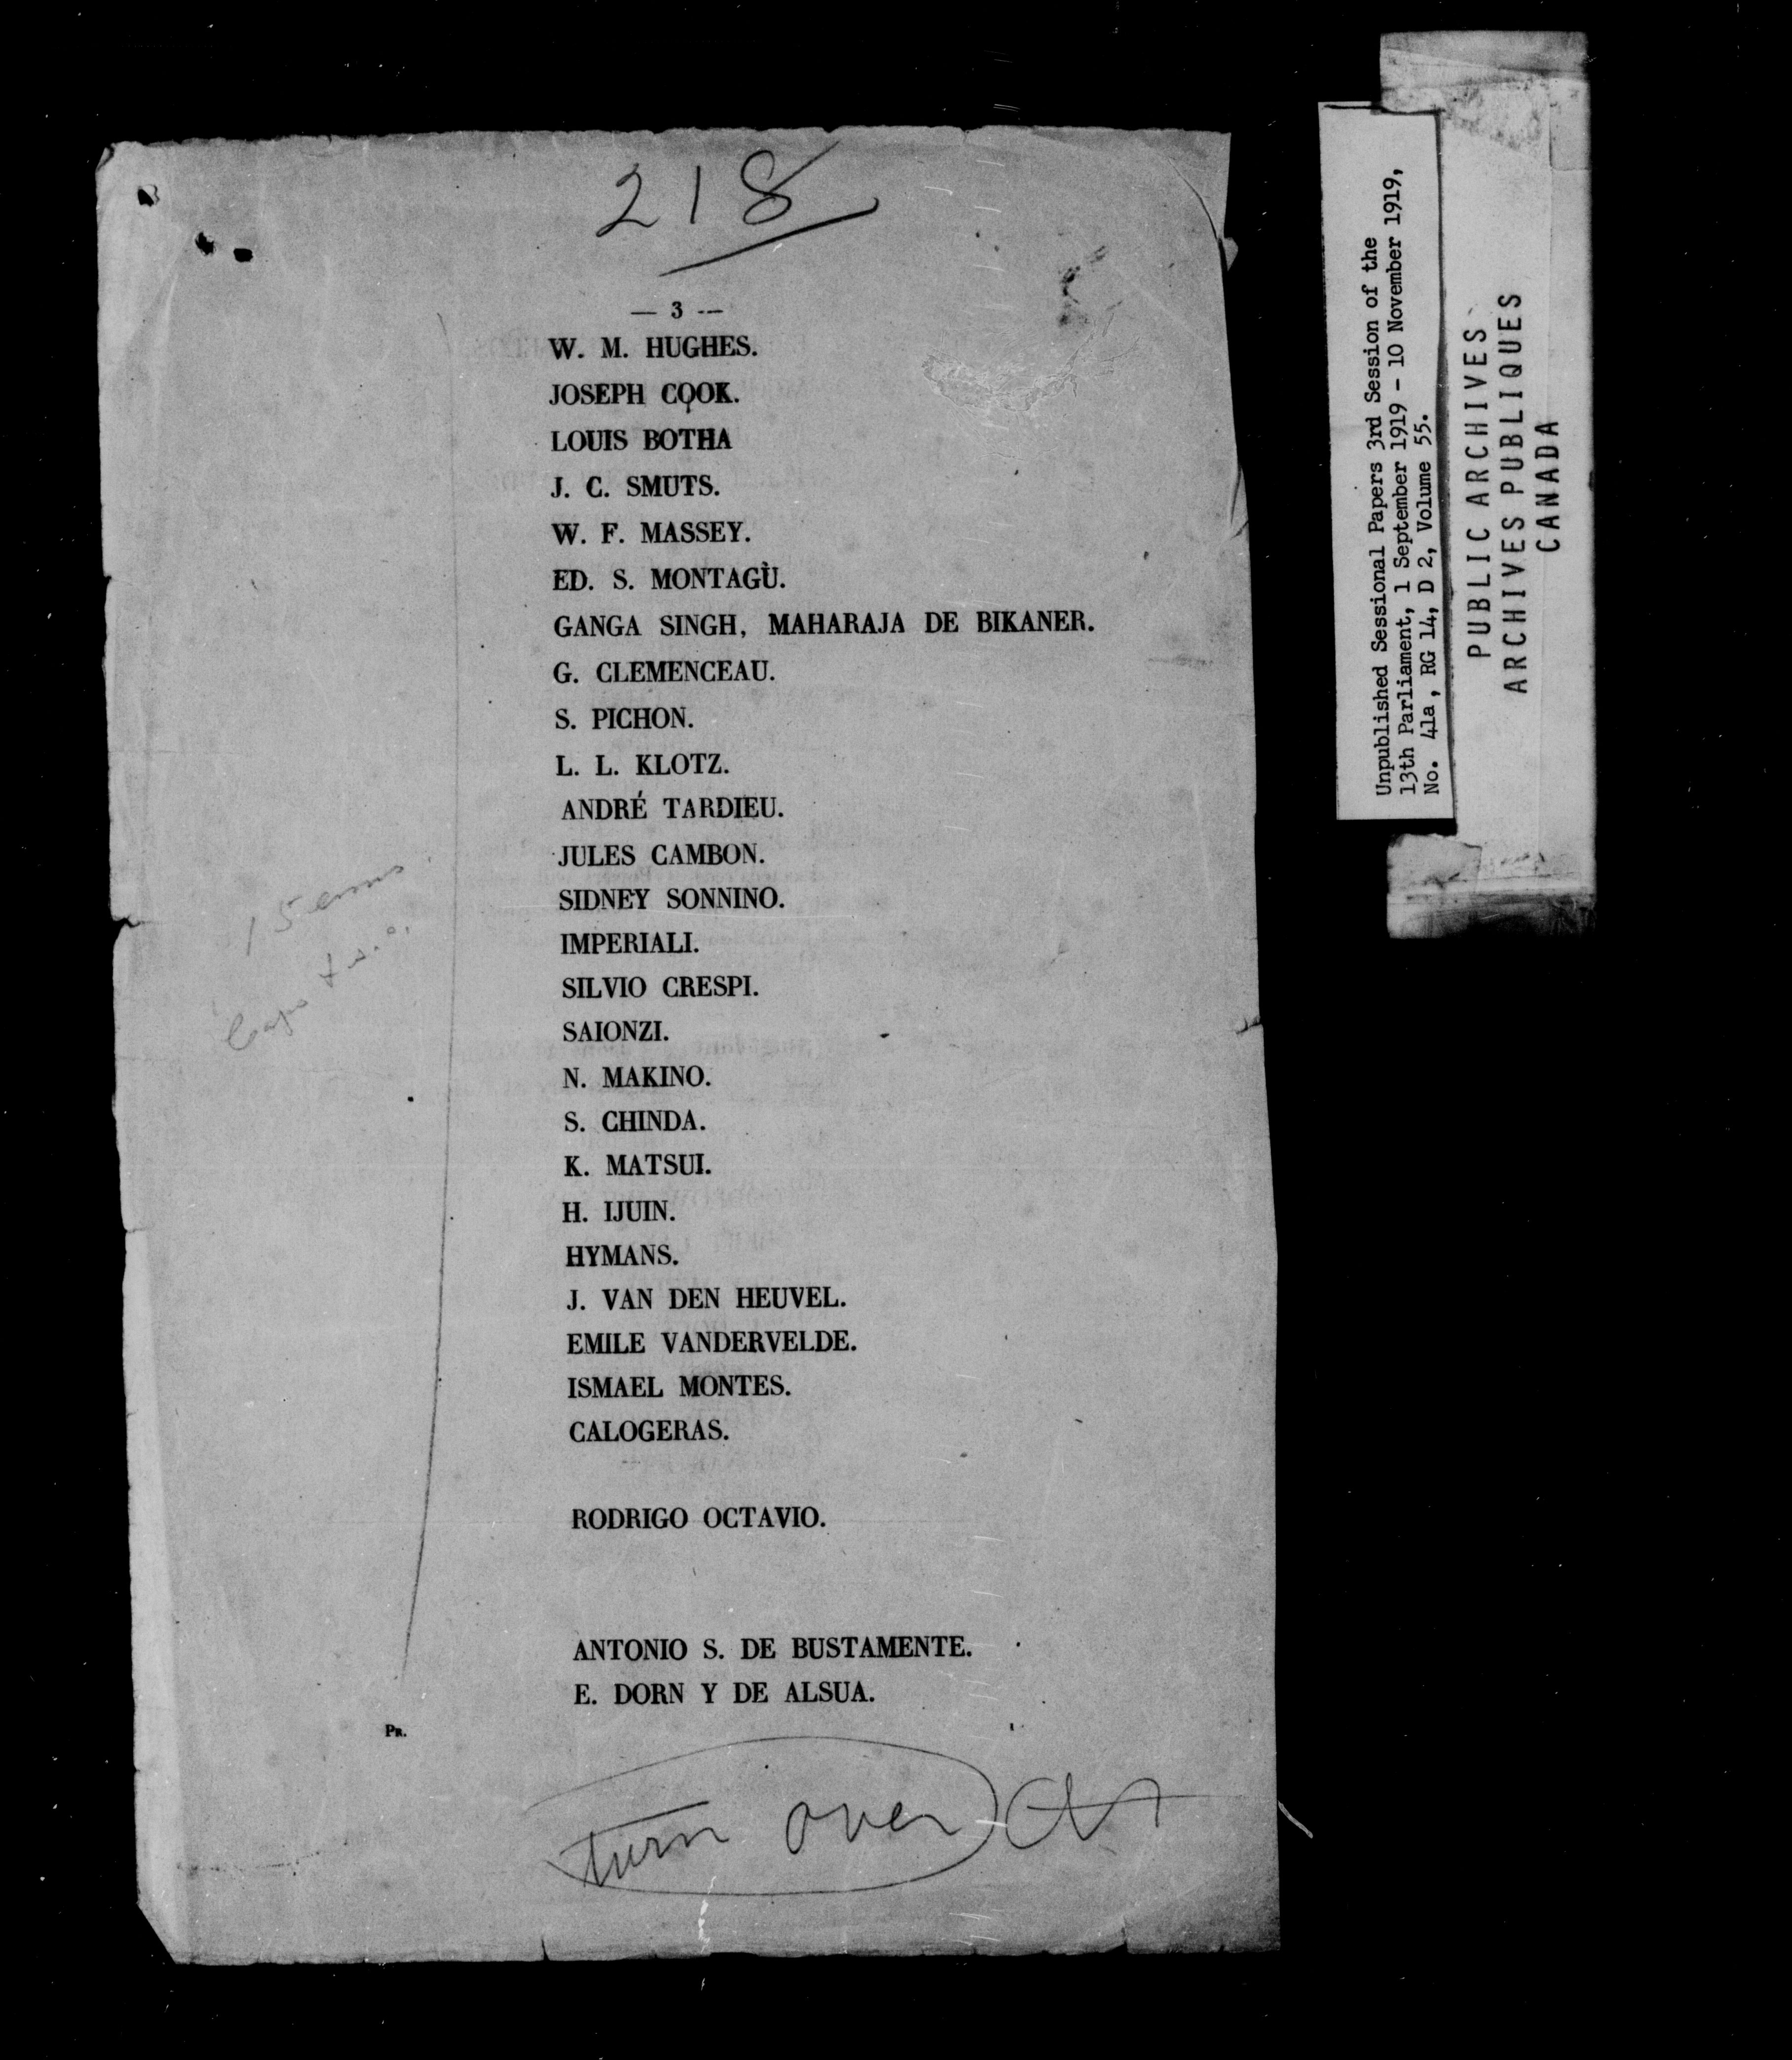 218
— 3 —
W. M. HUGHES.
JOSEPH COOK.
LOUIS BOTHA
J. C. SMUTS.
W. F. MASSEY.
ED. S. MONTAGÙ.
GANGA SINGH, MAHARAJA DE BIKANER.
G. CLEMENCEAU.
S. PICHON.
L. L. KLOTZ.
ANDRÉ TARDIEU.
JULES CAMBON.
SIDNEY SONNINO.
IMPERIALI.
SILVIO CRESPI.
SAIONZI.
N. MAKINO.
S. CHINDA.
K. MATSUI.
H. IJUIN.
HYMANS.
J. VAN DEN HEUVEL.
EMILE VANDERVELDE.
ISMAEL MONTES.
CALOGERAS.
RODRIGO OCTAVIO.
ANTONIO S. DE BUSTAMENTE.
E. DORN Y DE ALSUA.
PR.
turn over
15 ems
Unpublished Sessional Papers 3rd Session of the
13th Parliament, 1 September 1919 - 10 November 1919,
No. 41a , RG 14, D 2, Volume 55.
PUBLIC ARCHIVES
ARCHIVES PUBLIQUES
CANADA